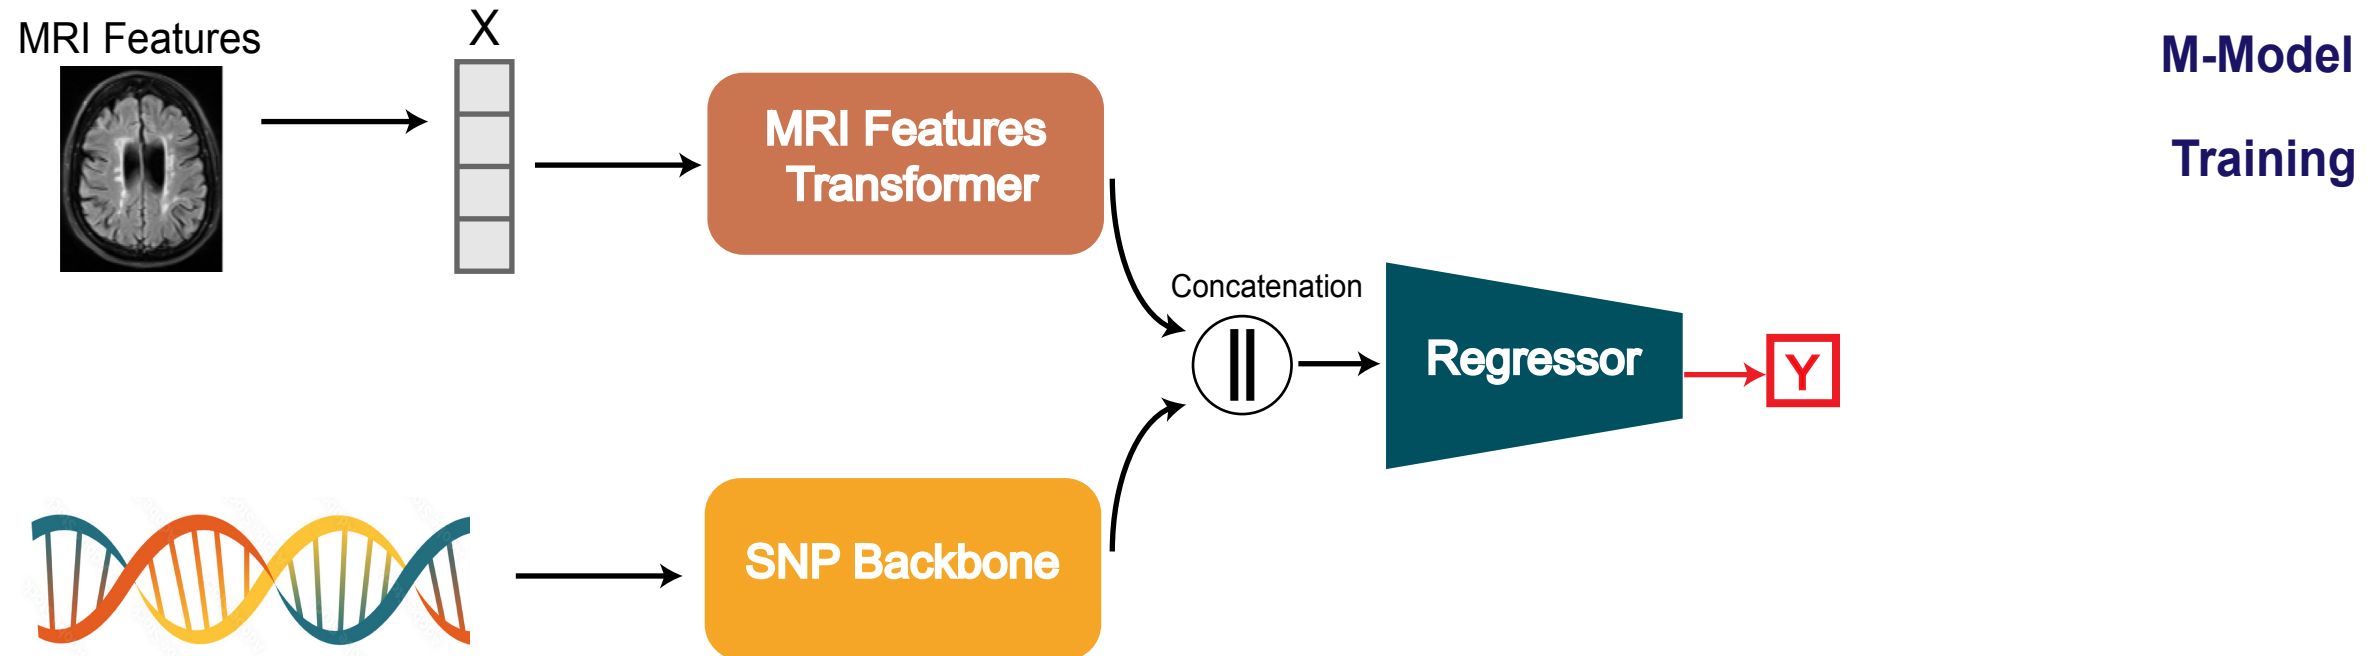 MRI Features
X
M-Model
Training
MRI Features
Transformer
Concatenation
||
Regressor
Y
SNP Backbone